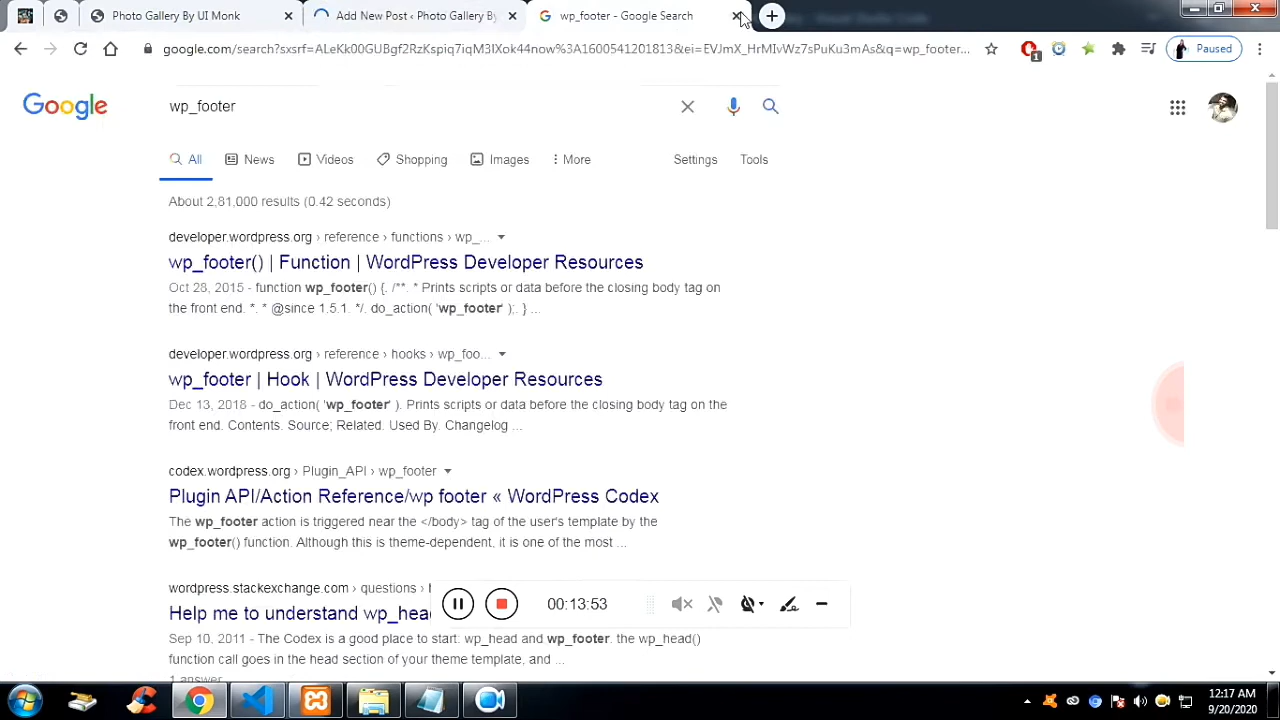 Photo Gallery By UI Monk
Add New Post ‹ Photo Gallery By
wp_footer - Google Search
google.com/search?sxsrf=ALeKk00GUBgf2RzKspiq7iqM3IXok44now%3A1600541201813&ei=EVJmX_HrMIvWz7sPuKu3mAs&q=wp_footer...
1
Paused
Google
wp_footer
All
News
Videos
Shopping
Images
More
Settings
Tools
About 2,81,000 results (0.42 seconds)
developer.wordpress.org › reference › functions › wp_...
wp_footer() | Function | WordPress Developer Resources
Oct 28, 2015 - function wp_footer() {. /**. * Prints scripts or data before the closing body tag on
the front end. *. * @since 1.5.1. */. do_action( 'wp_footer' );. } ...
developer.wordpress.org › reference › hooks › wp_foo...
wp_footer | Hook | WordPress Developer Resources
Dec 13, 2018 - do_action( 'wp_footer' ). Prints scripts or data before the closing body tag on the
front end. Contents. Source; Related. Used By. Changelog ...
codex.wordpress.org › Plugin_API › wp_footer
Plugin API/Action Reference/wp footer « WordPress Codex
The wp_footer action is triggered near the </body> tag of the user's template by the
wp_footer() function. Although this is theme-dependent, it is one of the most ...
wordpress.stackexchange.com › questions ›
Help me to understand wp_hea
00:13:53
Sep 10, 2011 - The Codex is a good place to start: wp_head and wp_footer. the wp_head()
function call goes in the head section of your theme template, and ...
1 answer
12:17 AM
9/20/2020